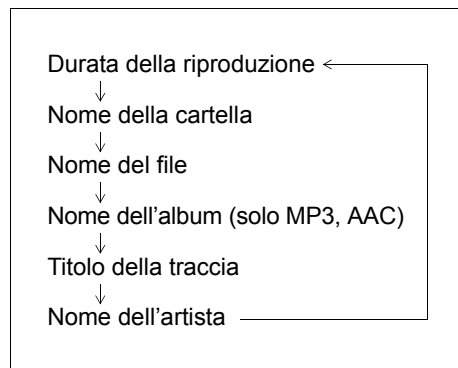 Durata della riproduzione
Nome della cartella
Nome del file
Nome dell'album (solo MP3, AAC)
Titolo della traccia
Nome dell'artista